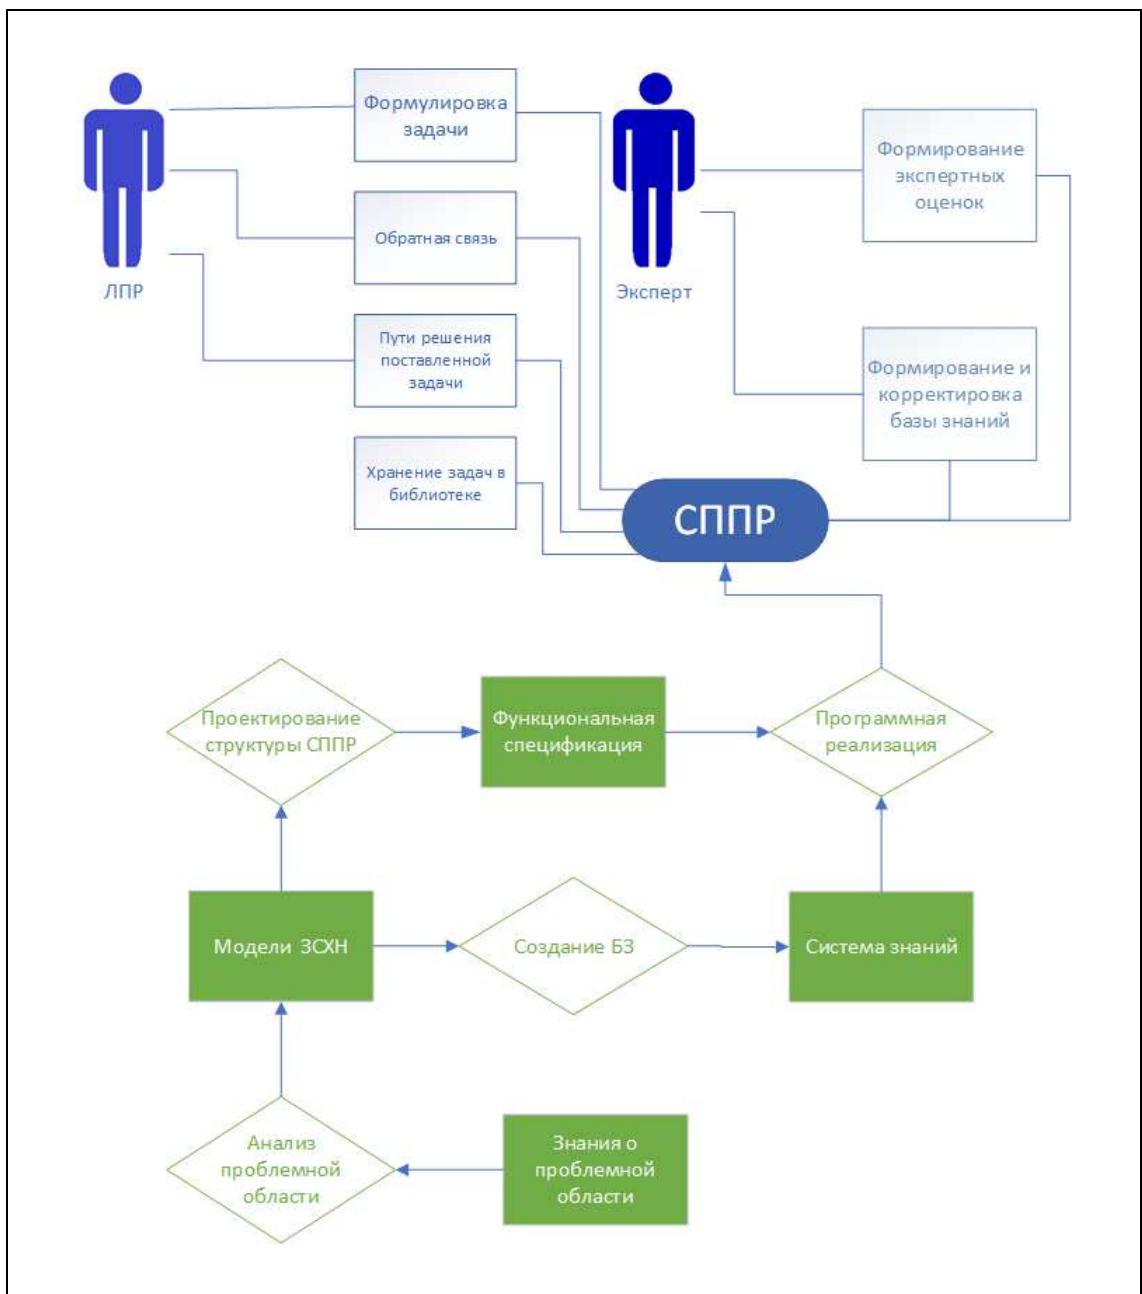 Формулировка
задачи
Формирование
экспертных
оценок
Обратная связь
ЛПР
Эксперт
Пути решения
поставленной
задачи
Формирование и
корректировка
базы знаний
Хранение задач в
библиотеке
СППР
Проектирование
структуры СППР
Функциональная
спецификация
Программная
реализация
Модели ЗСХН
Создание БЗ
Система знаний
Анализ
проблемной
области
Знания о
проблемной
области